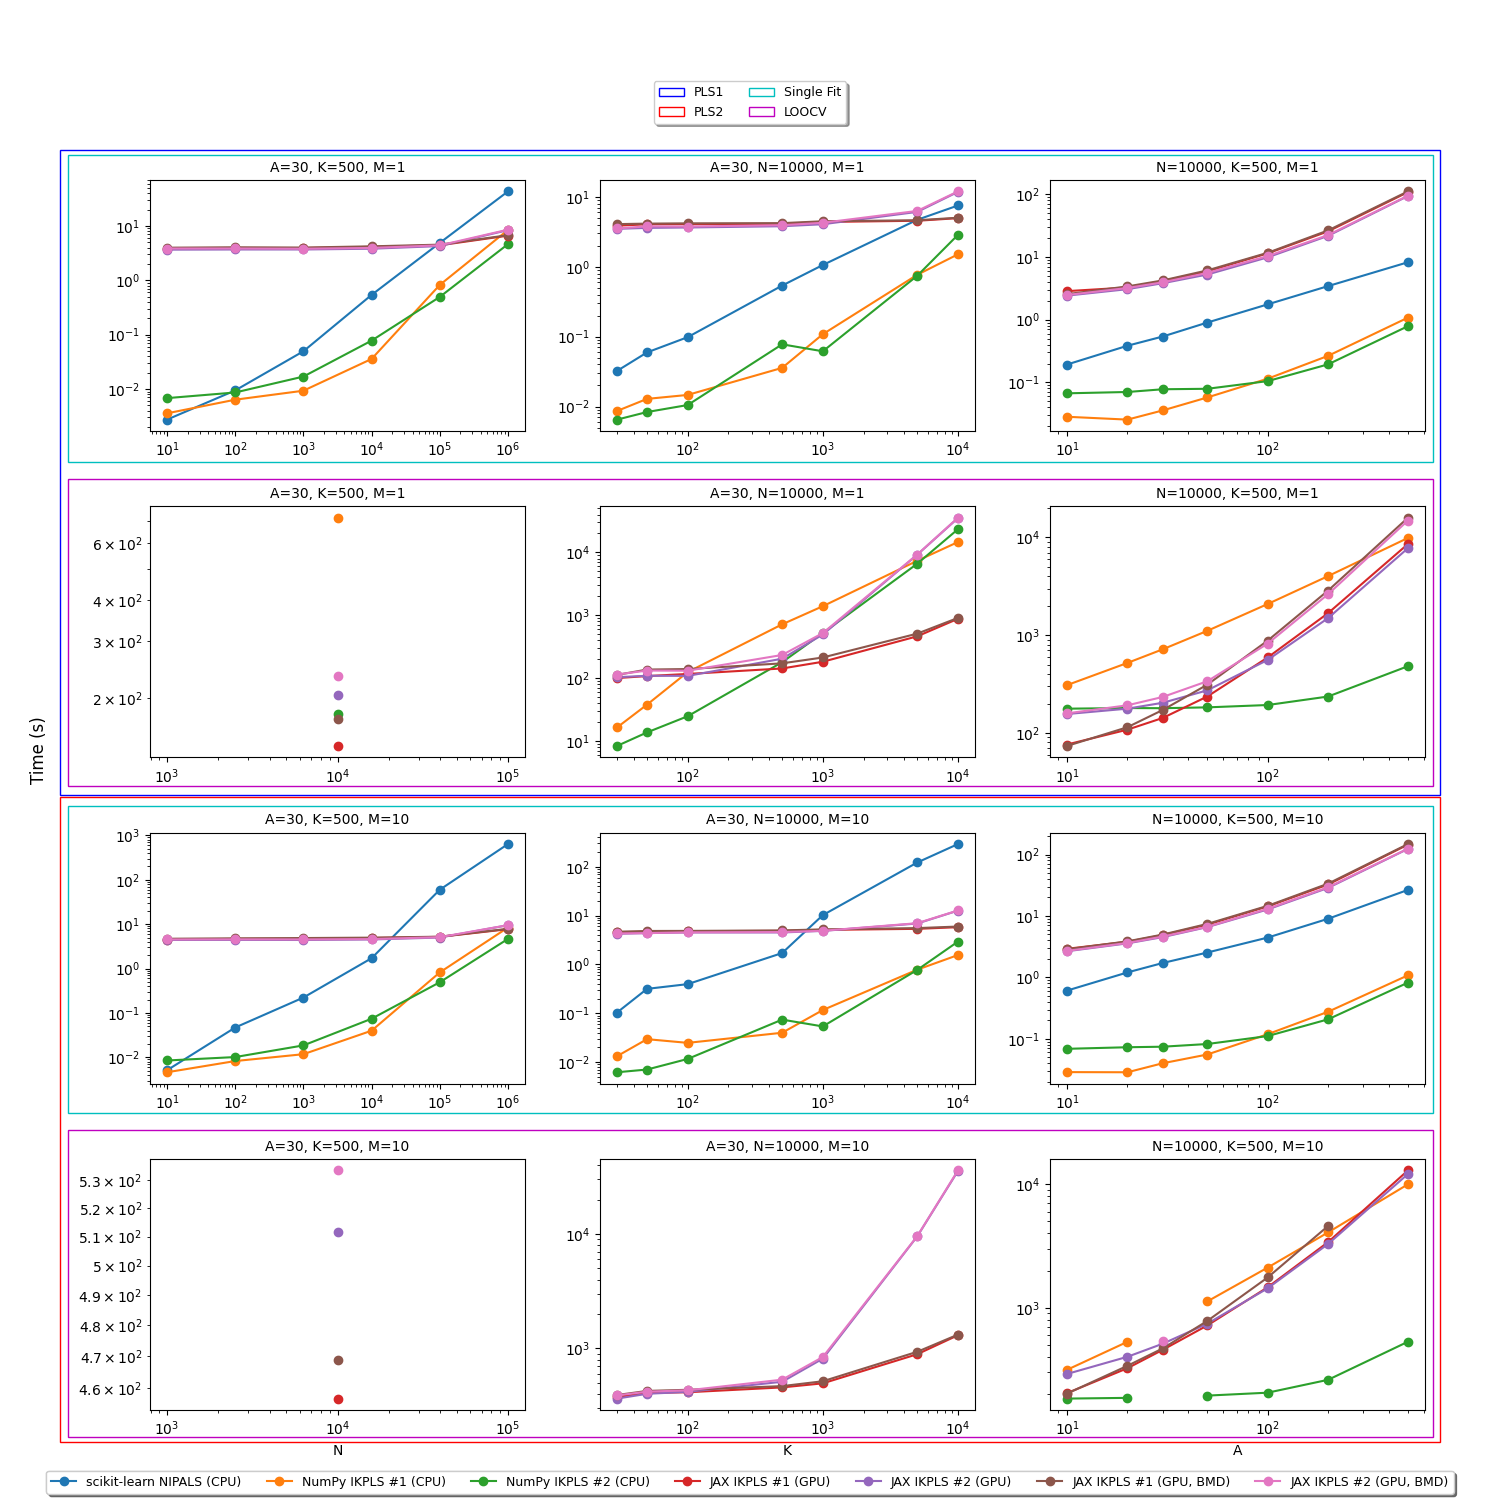 PLS1 Single Fit
PLS2 LOOCV
A=30, K=500, M=1 A=30, N=10000, M=1 N=10000, K=500, M=1
10¹ 10⁰ 10⁻¹ 10⁻²
10¹ 10² 10³ 10⁴ 10⁵ 10⁶
10¹ 10⁰ 10⁻¹ 10⁻²
10² 10³ 10⁴
10² 10¹ 10⁰ 10⁻¹
10¹ 10²
A=30, K=500, M=1 A=30, N=10000, M=1 N=10000, K=500, M=1
6 × 10² 4 × 10² 3 × 10² 2 × 10²
10³ 10⁴ 10⁵
10⁴ 10³ 10² 10¹
10² 10³ 10⁴
10⁴ 10³ 10²
10¹ 10²
Time (s)
A=30, K=500, M=10 A=30, N=10000, M=10 N=10000, K=500, M=10
10³ 10² 10¹ 10⁰ 10⁻¹ 10⁻²
10¹ 10² 10³ 10⁴ 10⁵ 10⁶
10² 10¹ 10⁰ 10⁻¹ 10⁻²
10² 10³ 10⁴
10² 10¹ 10⁰ 10⁻¹
10¹ 10²
A=30, K=500, M=10 A=30, N=10000, M=10 N=10000, K=500, M=10
5.3 × 10² 5.2 × 10² 5.1 × 10² 5 × 10² 4.9 × 10² 4.8 × 10² 4.7 × 10² 4.6 × 10²
10³ 10⁴ 10⁵
10⁴ 10³
10² 10³ 10⁴
10⁴ 10³
10¹ 10²
N K A
scikit-learn NIPALS (CPU) NumPy IKPLS #1 (CPU) NumPy IKPLS #2 (CPU) JAX IKPLS #1 (GPU) JAX IKPLS #2 (GPU) JAX IKPLS #1 (GPU, BMD) JAX IKPLS #2 (GPU, BMD)